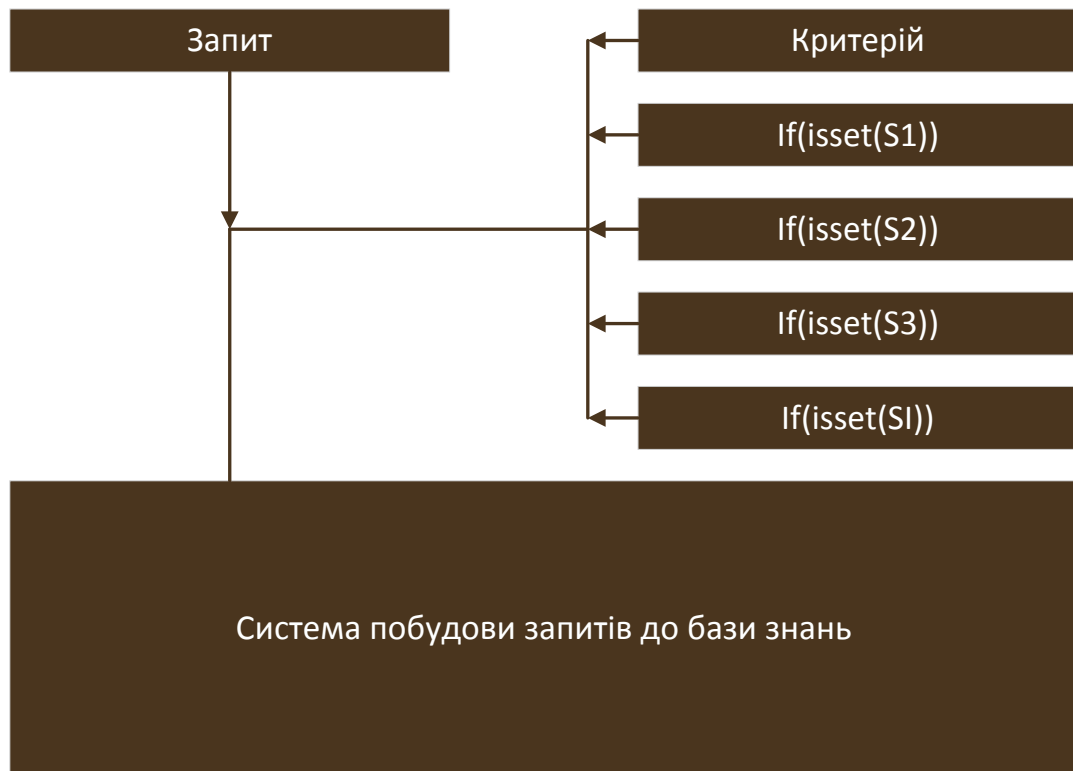 Запит
Критерій
If(isset(S1))
If(isset(S2))
If(isset(S3))
If(isset(SI))
Система побудови запитів до бази знань